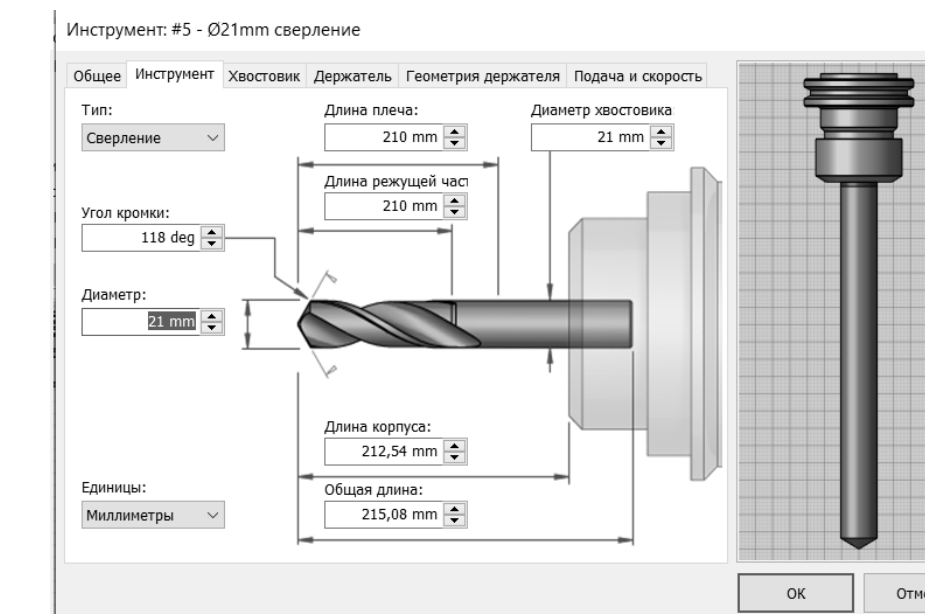 Инструмент: #5 - Ø21mm сверление
Общее Инструмент Хвостовик Держатель Геометрия держателя Подача и скорость
Тип:
Сверление
Длина плеча:
210 mm
Диаметр хвостовика:
21 mm
Длина режущей част
210 mm
Угол кромки:
118 deg
Диаметр:
21 mm
Длина корпуса:
212,54 mm
Единицы:
Миллиметры
Общая длина:
215,08 mm
OK
Отм